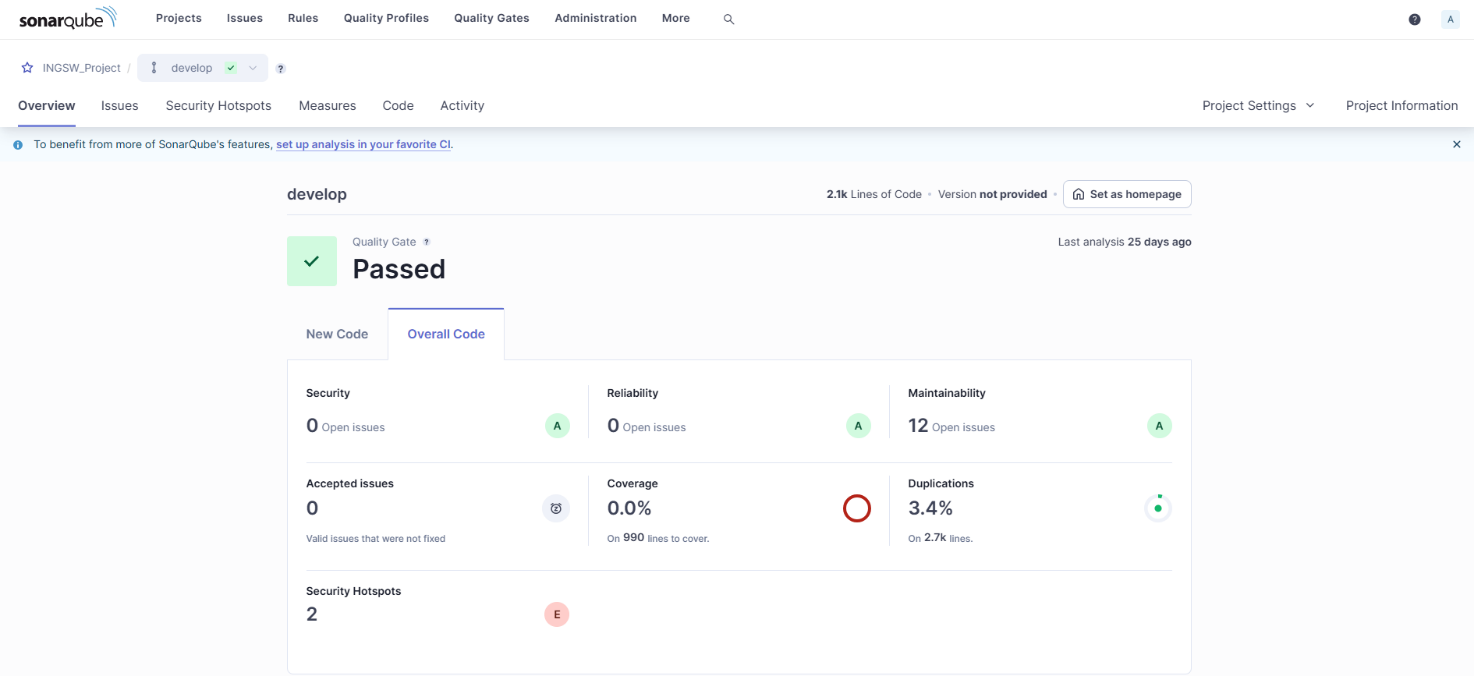 sonarqube Projects Issues Rules Quality Profiles Quality Gates Administration More ? A
INGSW_Project / develop ?
Overview Issues Security Hotspots Measures Code Activity Project Settings Project Information
To benefit from more of SonarQube's features, set up analysis in your favorite CI.
develop 2.1k Lines of Code • Version not provided • Set as homepage
Quality Gate ? Last analysis 25 days ago
Passed
New Code Overall Code
Security Reliability Maintainability
0 Open issues A 0 Open issues A 12 Open issues A
Accepted issues Coverage Duplications
0 0.0% 3.4%
Valid issues that were not fixed On 990 lines to cover. On 2.7k lines.
Security Hotspots
2 E